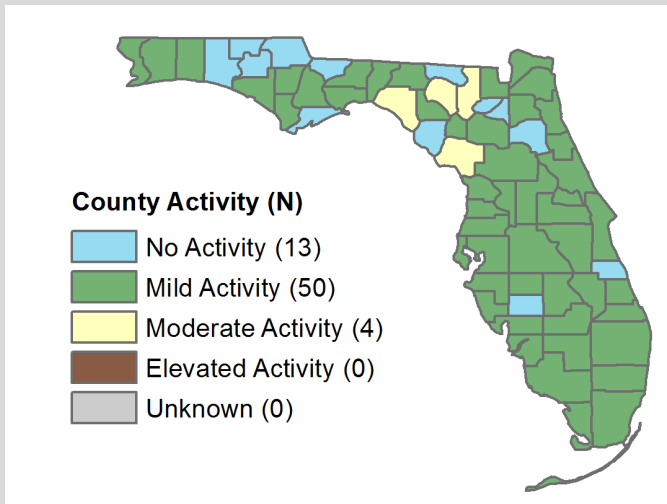 County Activity (N)
No Activity (13)
Mild Activity (50)
Moderate Activity (4)
Elevated Activity (0)
Unknown (0)